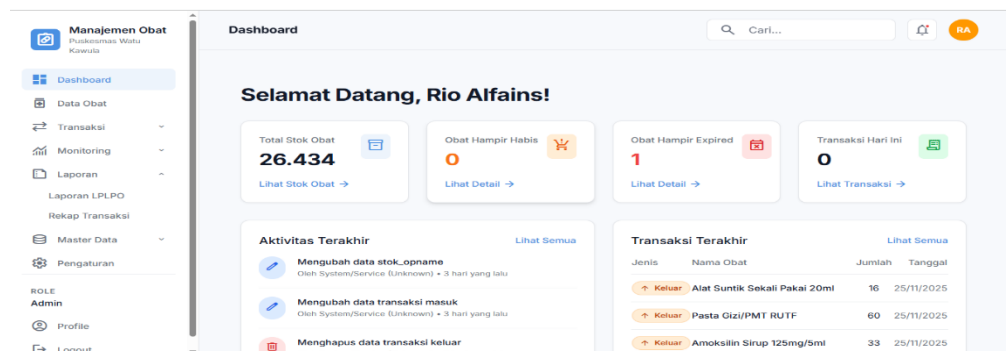 Manajemen Obat
Puskesmas Watu
Kawula
Dashboard
Data Obat
Transaksi
Monitoring
Laporan
Laporan LPLPO
Rekap Transaksi
Master Data
Pengaturan
ROLE
Admin
Profile
Logout
Dashboard
Cari...
RA
Selamat Datang, Rio Alfains!
Total Stok Obat
26.434
Lihat Stok Obat →
Obat Hampir Habis
0
Lihat Detail →
Obat Hampir Expired
1
Lihat Detail →
Transaksi Hari Ini
0
Lihat Transaksi →
Aktivitas Terakhir Lihat Semua
Mengubah data stok_opname
Oleh System/Service (Unknown) • 3 hari yang lalu
Mengubah data transaksi masuk
Oleh System/Service (Unknown) • 3 hari yang lalu
Menghapus data transaksi keluar
Transaksi Terakhir Lihat Semua
Jenis Nama Obat Jumlah Tanggal
↑ Keluar Alat Suntik Sekali Pakai 20ml 16 25/11/2025
↑ Keluar Pasta Gizi/PMT RUTF 60 25/11/2025
↑ Keluar Amoksilin Sirup 125mg/5ml 33 25/11/2025